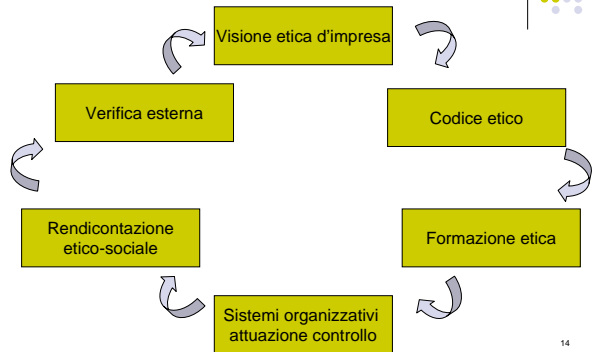 Visione etica d'impresa
Codice etico
Formazione etica
Sistemi organizzativi
attuazione controllo
Rendicontazione
etico-sociale
Verifica esterna
14